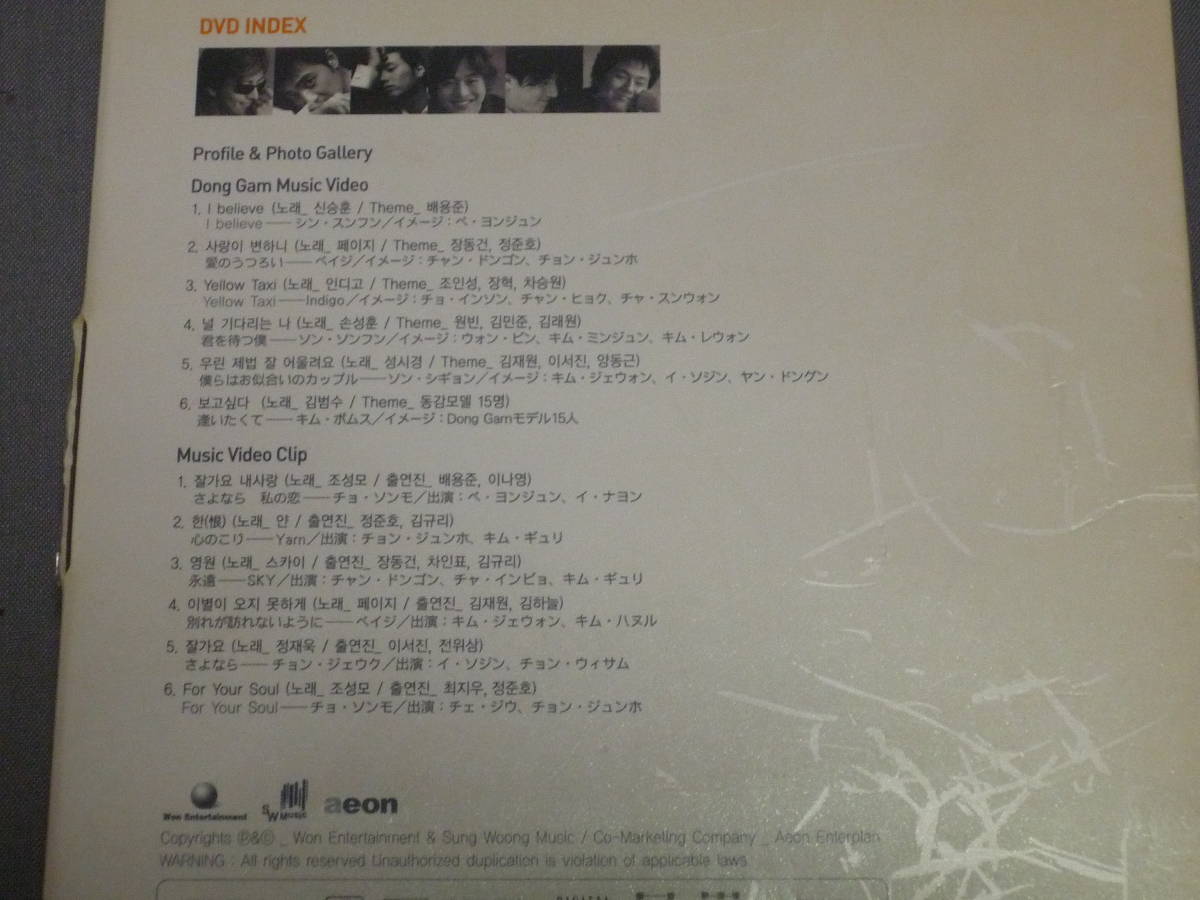 DVD INDEX
Profile & Photo Gallery
Dong Gam Music Video
1. I believe (노래_ 신승훈 / Theme_ 배용준)
I believe──シン・スンフン／イメージ：ペ・ヨンジュン
2. 사랑이 변하니 (노래_ 페이지 / Theme_ 장동건, 정준호)
愛のうつろい──ペイジ／イメージ：チャン・ドンゴン、チョン・ジュンホ
3. Yellow Taxi (노래_ 인디고 / Theme_ 조인성, 장혁, 차승원)
Yellow Taxi──Indigo／イメージ：チョ・インソン、チャン・ヒョク、チャ・スンウォン
4. 널 기다리는 나 (노래_ 손성훈 / Theme_ 원빈, 김민준, 김래원)
君を待つ僕──ソン・ソンフン／イメージ：ウォン・ビン、キム・ミンジュン、キム・レウォン
5. 우린 제법 잘 어울려요 (노래_ 성시경 / Theme_ 김재원, 이서진, 양동근)
僕らはお似合いのカップル──ソン・シギョン／イメージ：キム・ジェウォン、イ・ソジン、ヤン・ドングン
6. 보고싶다 (노래_ 김범수 / Theme_ 동감모델 15명)
逢いたくて──キム・ボムス／イメージ：Dong Gamモデル15人
Music Video Clip
1. 잘가요 내사랑 (노래_ 조성모 / 출연진_ 배용준, 이나영)
さよなら 私の恋──チョ・ソンモ／出演：ペ・ヨンジュン、イ・ナヨン
2. 한(恨) (노래_ 얀 / 출연진_ 정준호, 김규리)
心のこり──Yarn／出演：チョン・ジュンホ、キム・ギュリ
3. 영원 (노래_ 스카이 / 출연진_ 장동건, 차인표, 김규리)
永遠──SKY／出演：チャン・ドンゴン、チャ・インピョ、キム・ギュリ
4. 이별이 오지 못하게 (노래_ 페이지 / 출연진_ 김재원, 김하늘)
別れが訪れないように──ペイジ／出演：キム・ジェウォン、キム・ハヌル
5. 잘가요 (노래_ 정재욱 / 출연진_ 이서진, 전위상)
さよなら──チョン・ジェウク／出演：イ・ソジン、チョン・ウィサム
6. For Your Soul (노래_ 조성모 / 출연진_ 최지우, 정준호)
For Your Soul──チョ・ソンモ／出演：チェ・ジウ、チョン・ジュンホ
Won Entertainment SW MUSIC aeon
Copyrights ℗&© _ Won Entertainment & Sung Woong Music / Co-Marketing Company _ Aeon Enterplan
WARNING : All rights reserved Unauthorized duplication is violation of applicable laws